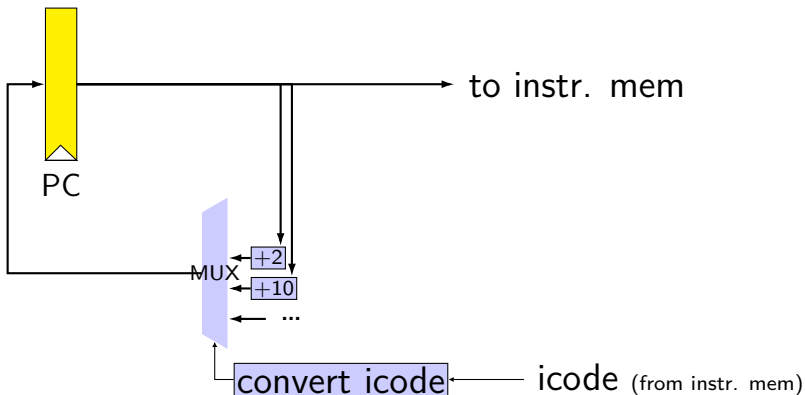 to instr. mem
PC
+2
MUX
+10
...
convert icode
icode (from instr. mem)